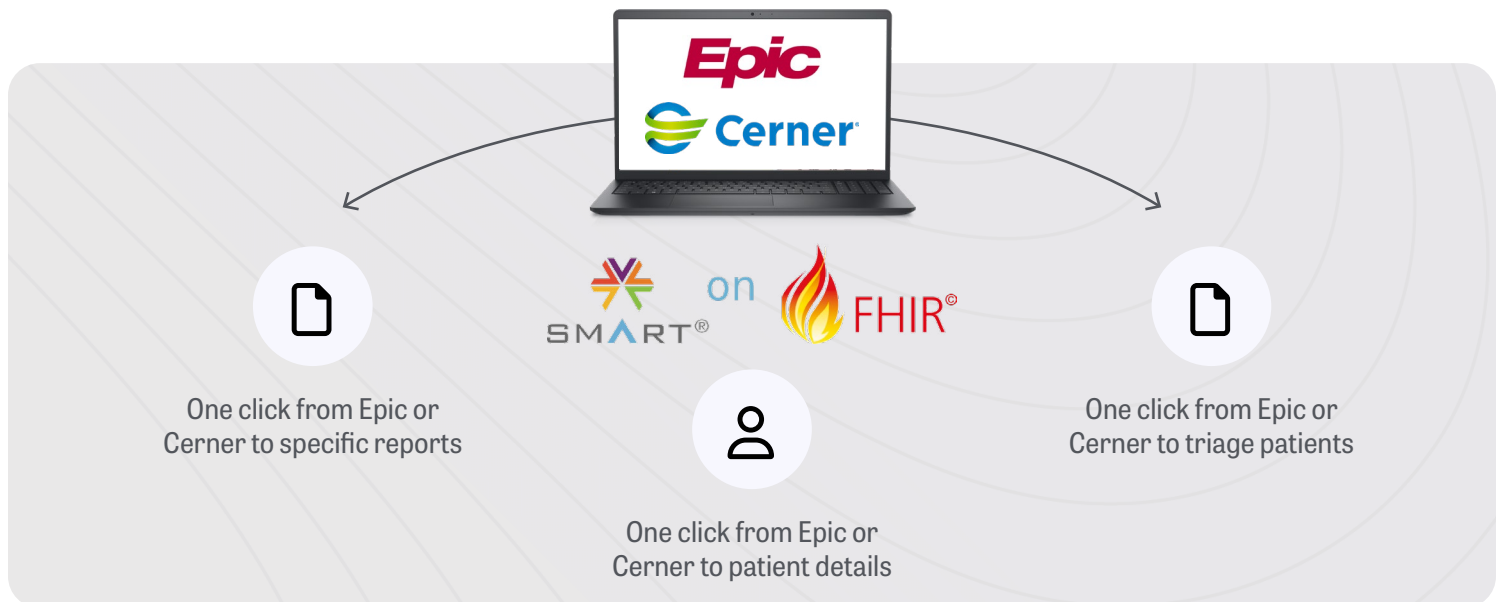 Epic
Cerner
SMART® on FHIR©
One click from Epic or
Cerner to specific reports
One click from Epic or
Cerner to patient details
One click from Epic or
Cerner to triage patients